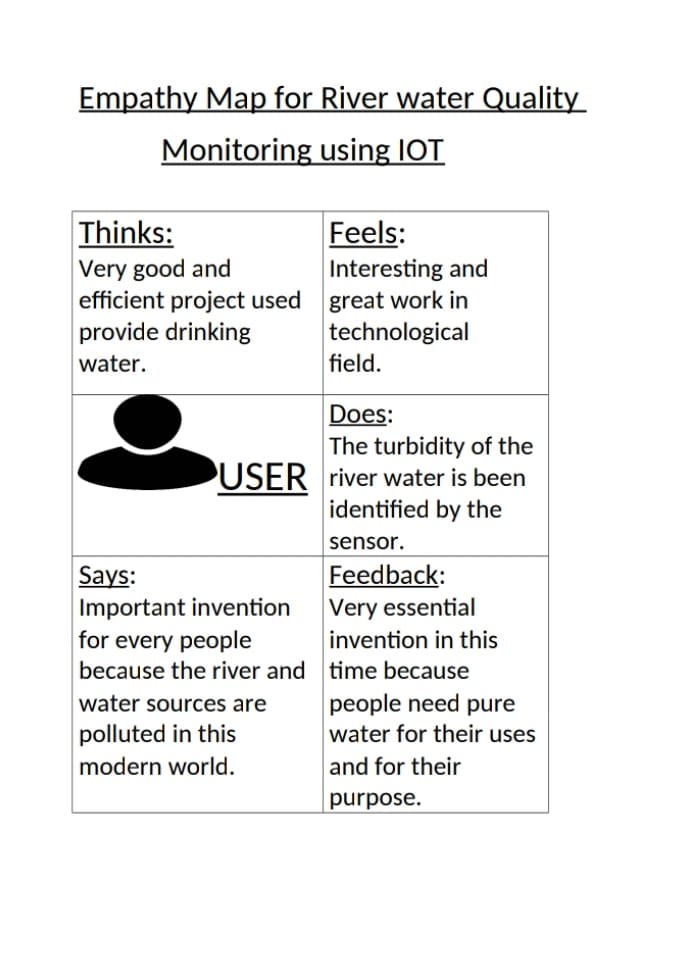 Empathy Map for River water Quality
Monitoring using IOT
Thinks:
Very good and
efficient project used
provide drinking
water.
Feels:
Interesting and
great work in
technological
field.
USER
Does:
The turbidity of the
river water is been
identified by the
sensor.
Says:
Important invention
for every people
because the river and
water sources are
polluted in this
modern world.
Feedback:
Very essential
invention in this
time because
people need pure
water for their uses
and for their
purpose.